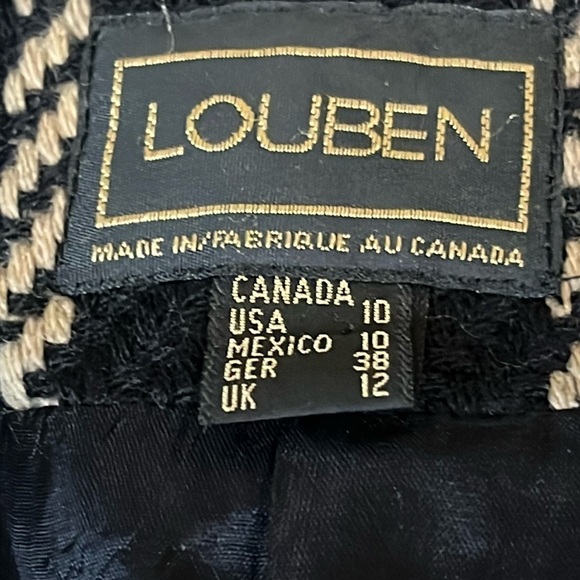 LOUBEN
MADE IN/FABRIQUE AU CANADA
CANADA
USA 10
MEXICO 10
GER 38
UK 12